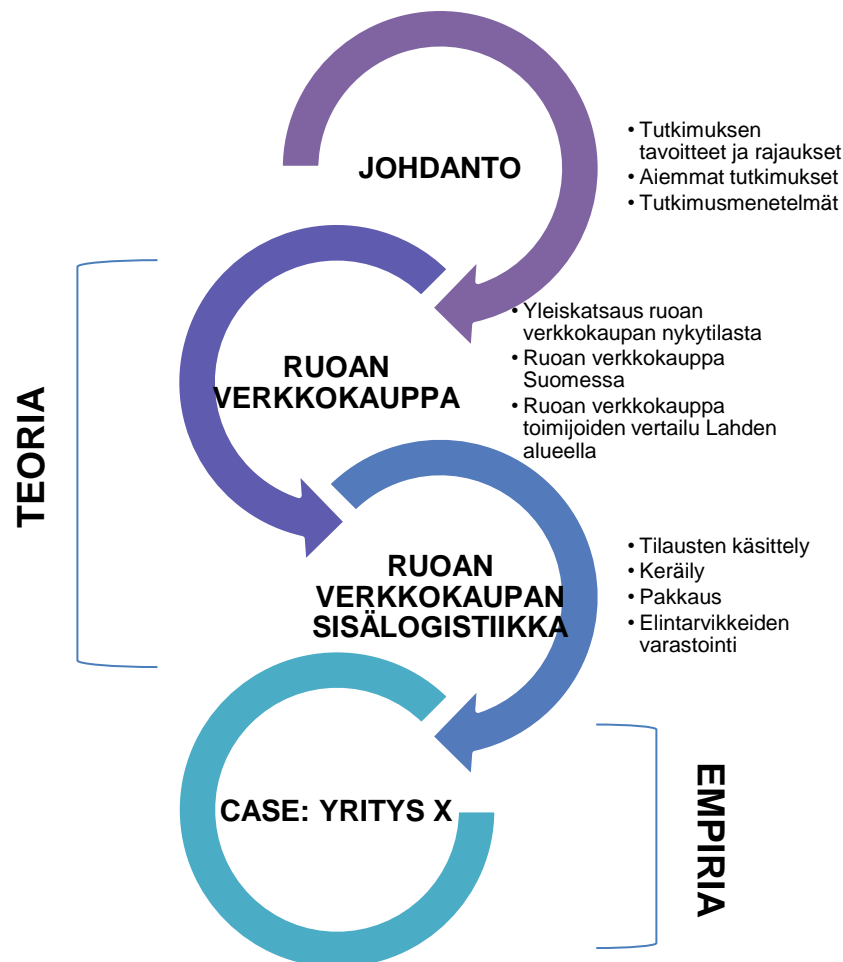 JOHDANTO
• Tutkimuksen
tavoitteet ja rajaukset
• Aiemmat tutkimukset
• Tutkimusmenetelmät
TEORIA
RUOAN
VERKKOKAUPPA
• Yleiskatsaus ruoan
verkkokaupan nykytilasta
• Ruoan verkkokauppa
Suomessa
• Ruoan verkkokauppa
toimijoiden vertailu Lahden
alueella
RUOAN
VERKKOKAUPAN
SISÄLOGISTIIKKA
• Tilausten käsittely
• Keräily
• Pakkaus
• Elintarvikkeiden
varastointi
CASE: YRITYS X
EMPIRIA